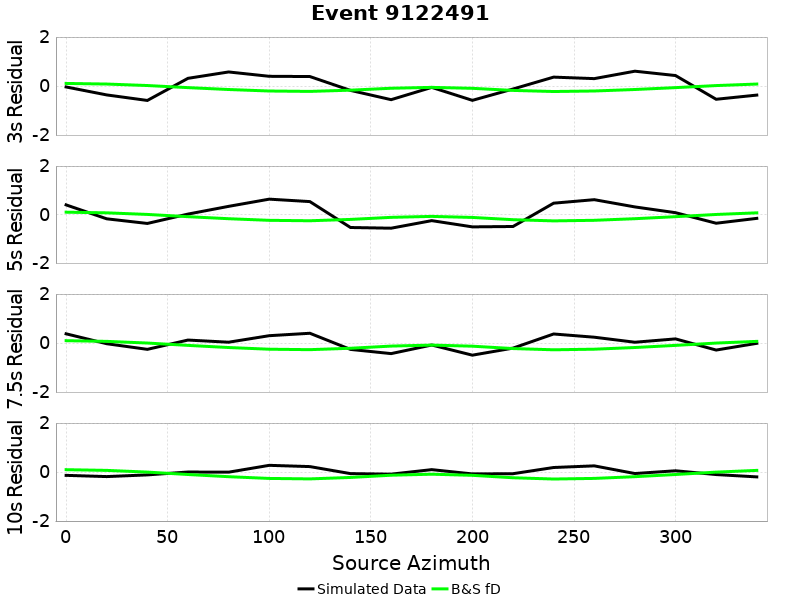 Event 9122491
3s Residual
2
0
-2
5s Residual
2
0
-2
7.5s Residual
2
0
-2
10s Residual
2
0
-2
0 50 100 150 200 250 300
Source Azimuth
Simulated Data B&S fD